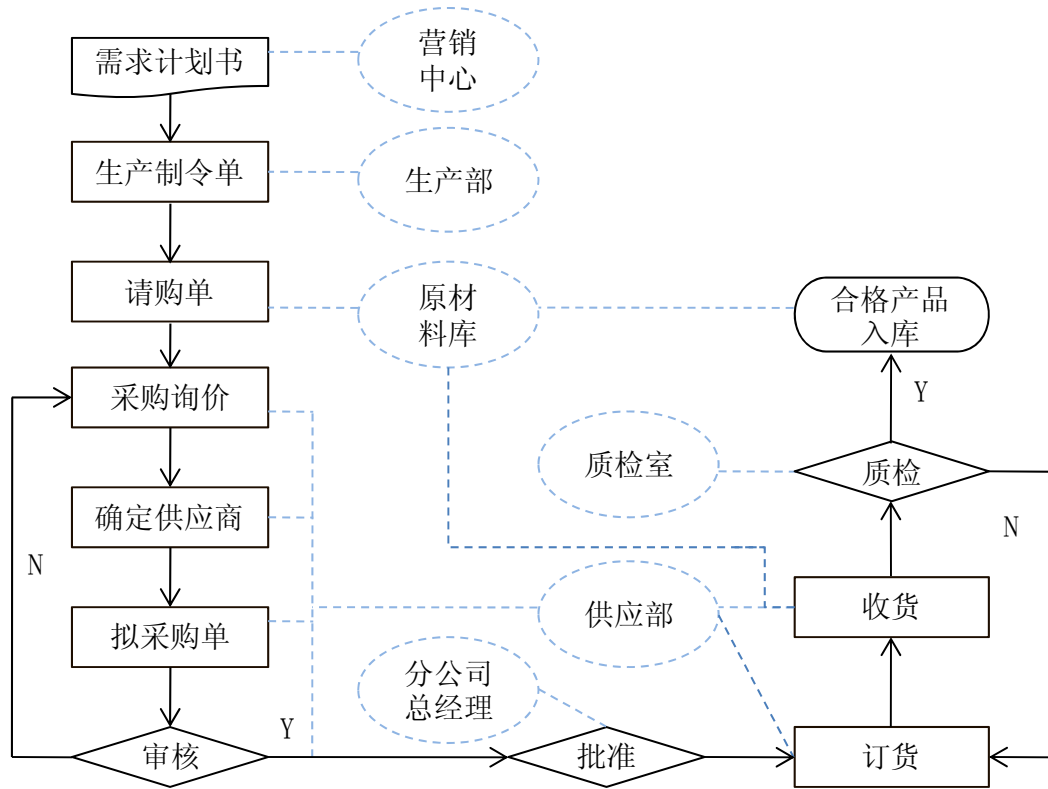 需求计划书
营销
中心
生产制令单
生产部
请购单
原材
料库
合格产品
入库
采购询价
Y
质检室
质检
确定供应商
N
N
拟采购单
供应部
收货
分公司
总经理
Y
审核
批准
订货